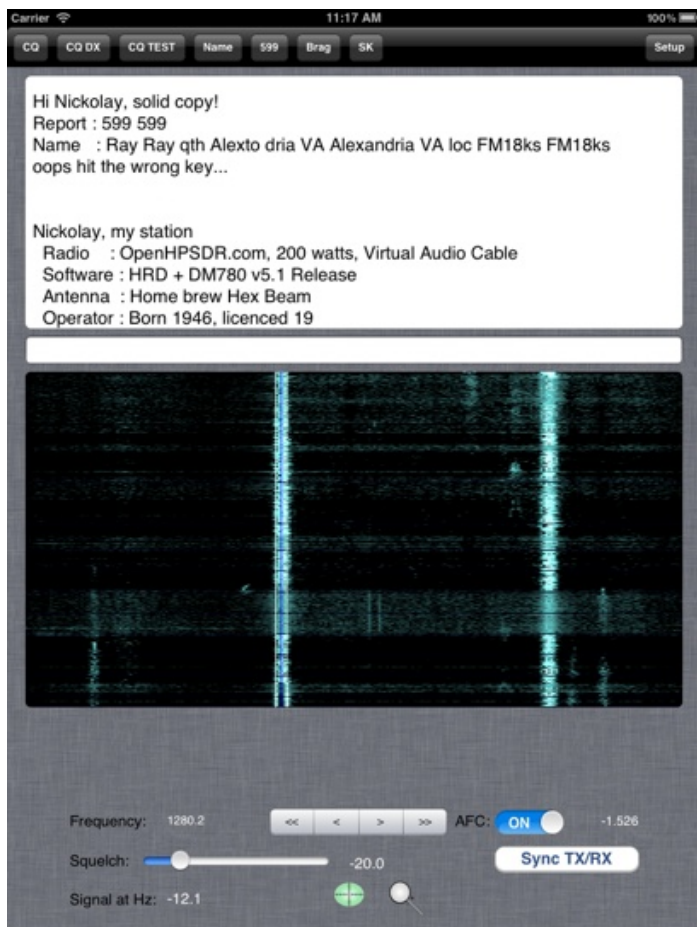 Carrier 11:17 AM 100%
CQ CQ DX CQ TEST Name 599 Brag SK Setup
Hi Nickolay, solid copy!
Report : 599 599
Name : Ray Ray qth Alexto dria VA Alexandria VA loc FM18ks FM18ks
oops hit the wrong key...
Nickolay, my station
Radio : OpenHPSDR.com, 200 watts, Virtual Audio Cable
Software : HRD + DM780 v5.1 Release
Antenna : Home brew Hex Beam
Operator : Born 1946, licenced 19
Frequency: 1280.2 << < > >> AFC: ON -1.526
Squelch: -20.0 Sync TX/RX
Signal at Hz: -12.1